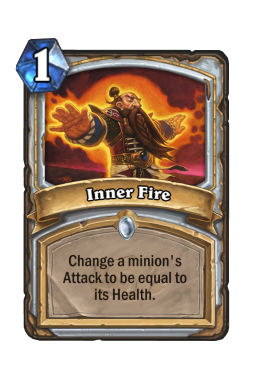 1
Inner Fire
Change a minion's
Attack to be equal to
its Health.